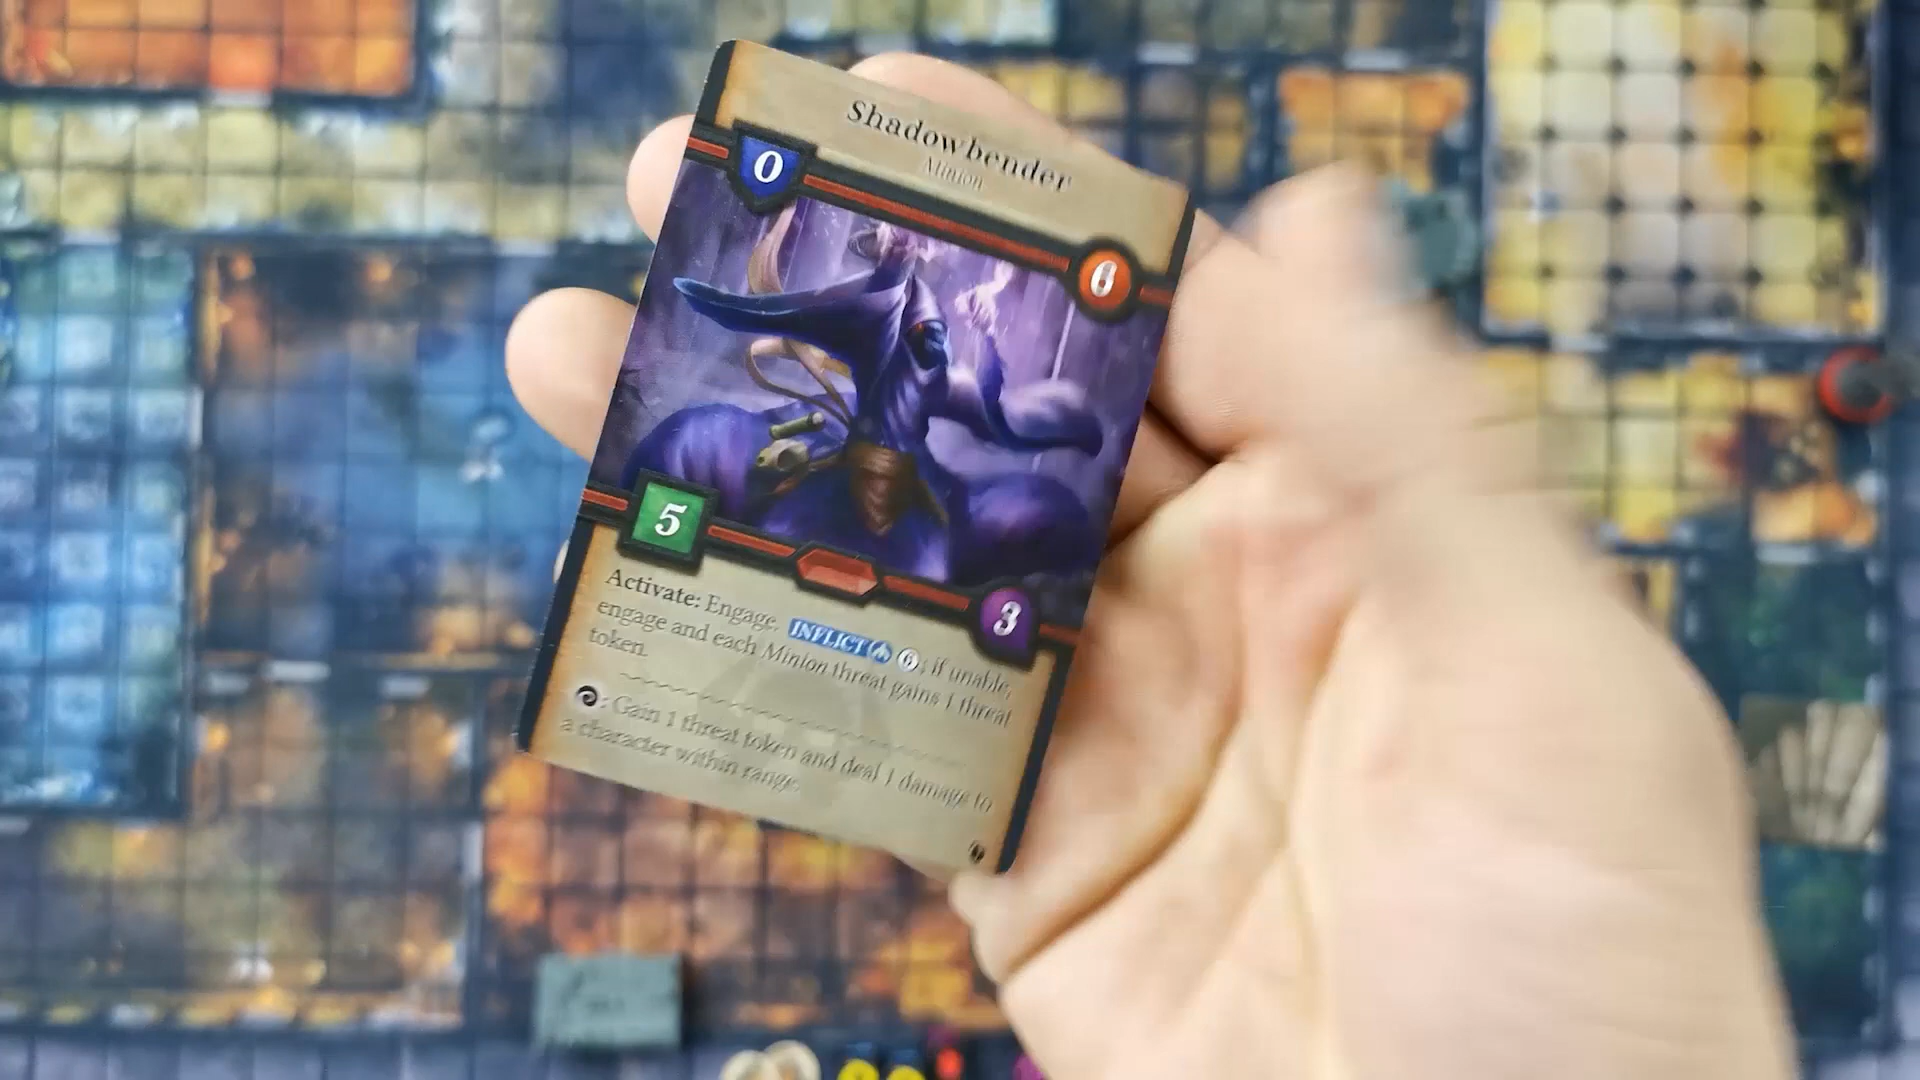 Shadowbender
Minion
0
6
5
3
Activate: Engage, INFLICT 6; if unable,
engage and each Minion threat gains 1 threat
token.
: Gain 1 threat token and deal 1 damage to
a character within range.